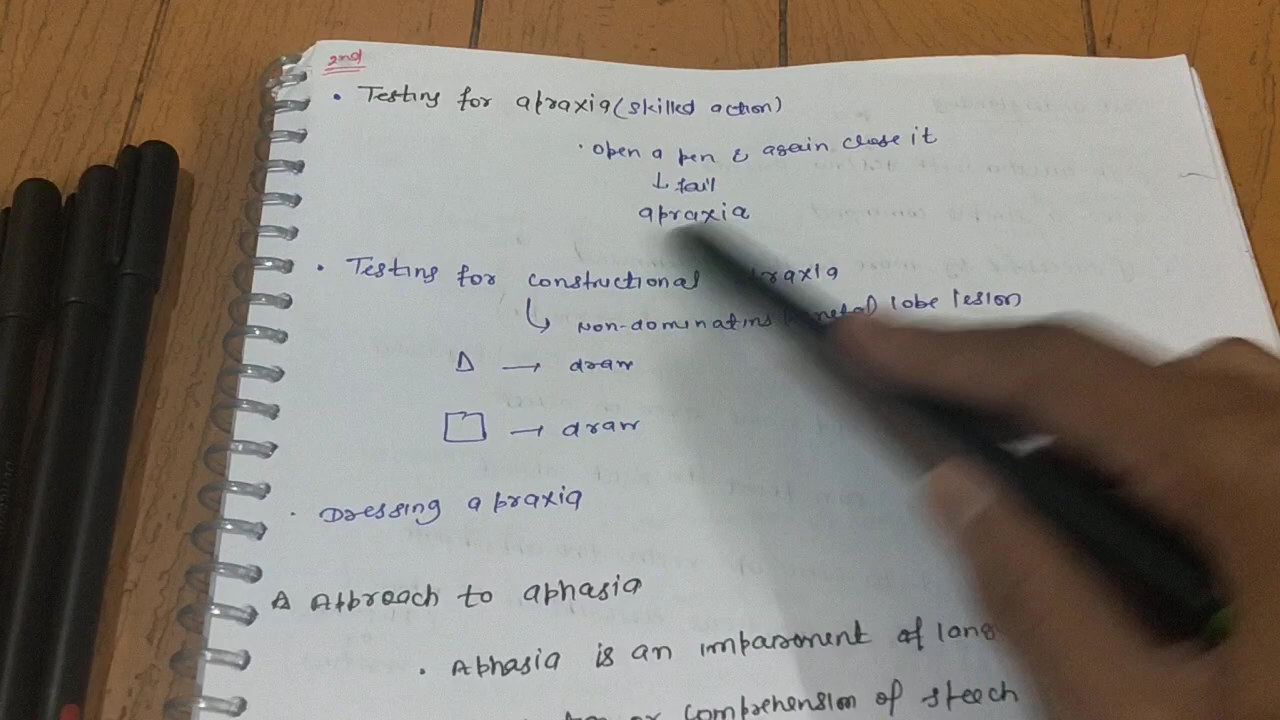 2nd
• Testing for apraxia (skilled action)
• open a pen & again close it
↓ fail
apraxia
• Testing for constructional apraxia
↳ Non-dominating lobe lesion
△ → draw
□ → draw
• Dressing apraxia
Δ Approach to aphasia
• Aphasia is an impairment of
or comprehension of speech